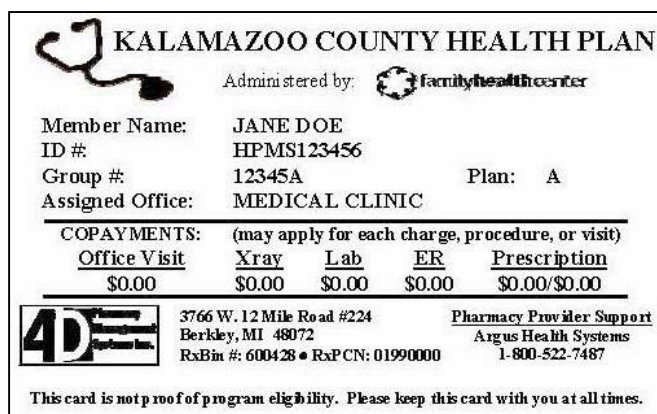 KALAMAZOO COUNTY HEALTH PLAN
Administered by: familyhealthcenter
Member Name: JANE DOE
ID #: HPMS123456
Group #: 12345A Plan: A
Assigned Office: MEDICAL CLINIC
COPAYMENTS: (may apply for each charge, procedure, or visit)
Office Visit Xray Lab ER Prescription
$0.00 $0.00 $0.00 $0.00 $0.00/$0.00
4D Pharmacy Management Systems Inc.
3766 W. 12 Mile Road #224
Berkley, MI 48072
RxBin #: 600428 ● RxPCN: 01990000
Pharmacy Provider Support
Argus Health Systems
1-800-522-7487
This card is not proof of program eligibility. Please keep this card with you at all times.